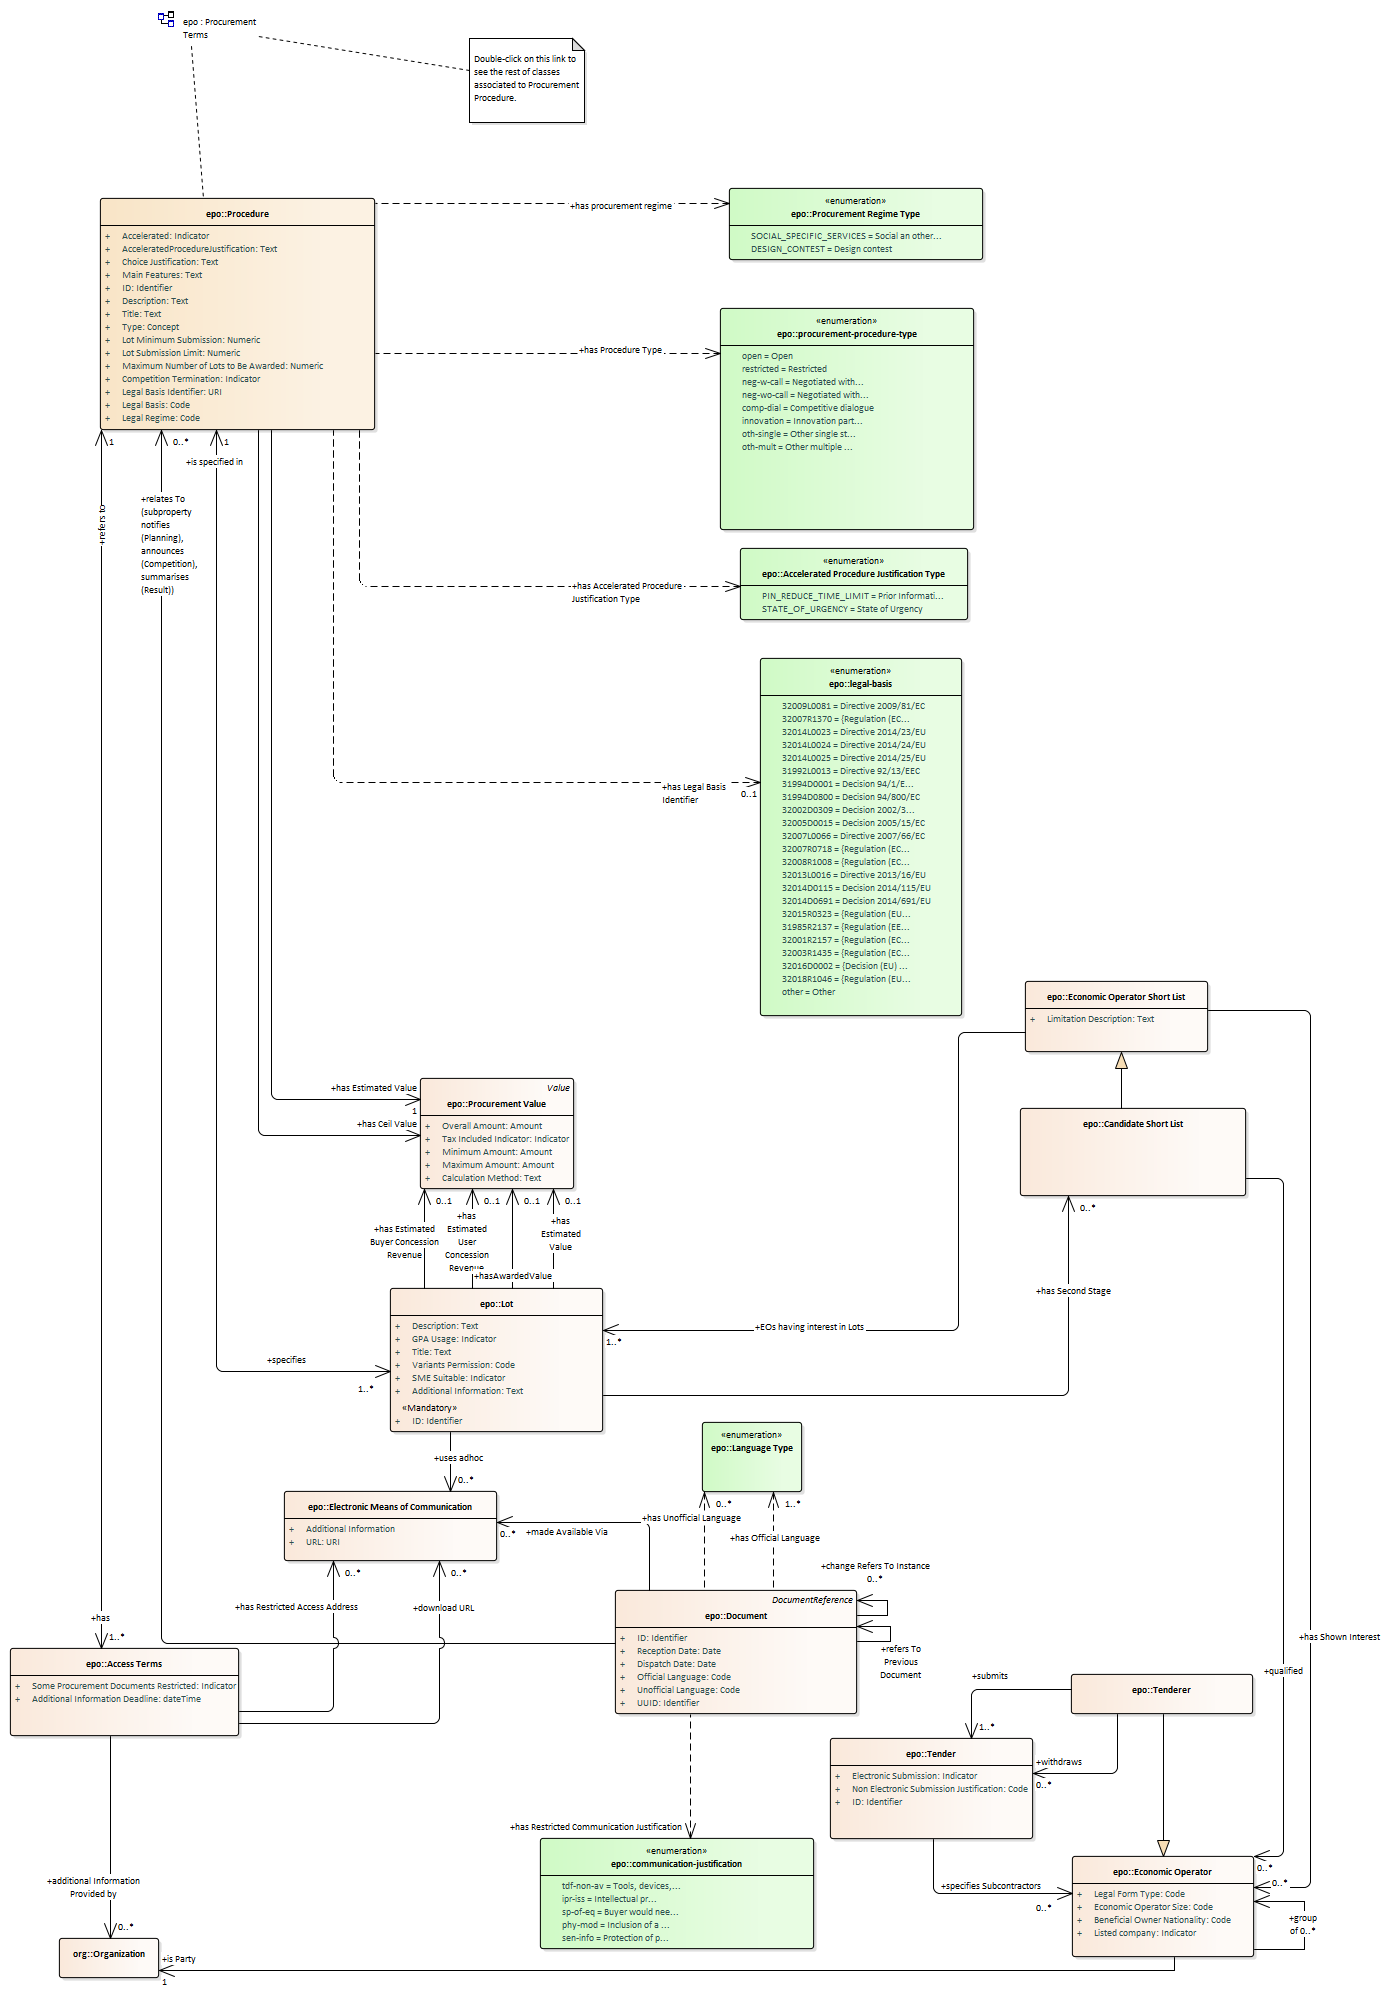 epo : Procurement
Terms
Double-click on this link to
see the rest of classes
associated to Procurement
Procedure.
epo::Procedure
+ Accelerated: Indicator
+ AcceleratedProcedureJustification: Text
+ Choice Justification: Text
+ Main Features: Text
+ ID: Identifier
+ Description: Text
+ Title: Text
+ Type: Concept
+ Lot Minimum Submission: Numeric
+ Lot Submission Limit: Numeric
+ Maximum Number of Lots to Be Awarded: Numeric
+ Competition Termination: Indicator
+ Legal Basis Identifier: URI
+ Legal Basis: Code
+ Legal Regime: Code
+has procurement regime
«enumeration»
epo::Procurement Regime Type
SOCIAL_SPECIFIC_SERVICES = Social an other...
DESIGN_CONTEST = Design contest
+has Procedure Type
«enumeration»
epo::procurement-procedure-type
open = Open
restricted = Restricted
neg-w-call = Negotiated with...
neg-wo-call = Negotiated with...
comp-dial = Competitive dialogue
innovation = Innovation part...
oth-single = Other single st...
oth-mult = Other multiple ...
1
0..*
1
+is specified in
+refers to
+relates To
(subproperty
notifies
(Planning),
announces
(Competition),
summarises
(Result))
+has Accelerated Procedure
Justification Type
«enumeration»
epo::Accelerated Procedure Justification Type
PIN_REDUCE_TIME_LIMIT = Prior Informati...
STATE_OF_URGENCY = State of Urgency
+has Legal Basis
Identifier
0..1
«enumeration»
epo::legal-basis
32009L0081 = Directive 2009/81/EC
32007R1370 = {Regulation (EC...
32014L0023 = Directive 2014/23/EU
32014L0024 = Directive 2014/24/EU
32014L0025 = Directive 2014/25/EU
31992L0013 = Directive 92/13/EEC
31994D0001 = Decision 94/1/E...
31994D0800 = Decision 94/800/EC
32002D0309 = Decision 2002/3...
32005D0015 = Decision 2005/15/EC
32007L0066 = Directive 2007/66/EC
32007R0718 = {Regulation (EC...
32008R1008 = {Regulation (EC...
32013L0016 = Directive 2013/16/EU
32014D0115 = Decision 2014/115/EU
32014D0691 = Decision 2014/691/EU
32015R0323 = {Regulation (EU...
31985R2137 = {Regulation (EE...
32001R2157 = {Regulation (EC...
32003R1435 = {Regulation (EC...
32016D0002 = {Decision (EU) ...
32018R1046 = {Regulation (EU...
other = Other
epo::Economic Operator Short List
+ Limitation Description: Text
epo::Candidate Short List
0..*
+has Second Stage
+has Estimated Value
1
+has Ceil Value
Value
epo::Procurement Value
+ Overall Amount: Amount
+ Tax Included Indicator: Indicator
+ Minimum Amount: Amount
+ Maximum Amount: Amount
+ Calculation Method: Text
0..1
0..1
0..1
0..1
+has Estimated
Buyer Concession
Revenue
+has
Estimated
User
Concession
Revenue
+hasAwardedValue
+has
Estimated
Value
epo::Lot
+ Description: Text
+ GPA Usage: Indicator
+ Title: Text
+ Variants Permission: Code
+ SME Suitable: Indicator
+ Additional Information: Text
«Mandatory»
+ ID: Identifier
+EOs having interest in Lots
1..*
+specifies
1..*
+uses adhoc
0..*
epo::Electronic Means of Communication
+ Additional Information
+ URL: URI
0..*
+made Available Via
«enumeration»
epo::Language Type
0..*
1..*
+has Unofficial Language
+has Official Language
+change Refers To Instance
0..*
+refers To
Previous
Document
DocumentReference
epo::Document
+ ID: Identifier
+ Reception Date: Date
+ Dispatch Date: Date
+ Official Language: Code
+ Unofficial Language: Code
+ UUID: Identifier
0..*
0..*
+has Restricted Access Address
+download URL
+has
1..*
epo::Access Terms
+ Some Procurement Documents Restricted: Indicator
+ Additional Information Deadline: dateTime
+has Shown Interest
+qualified
epo::Tenderer
+submits
1..*
+withdraws
0..*
epo::Tender
+ Electronic Submission: Indicator
+ Non Electronic Submission Justification: Code
+ ID: Identifier
+has Restricted Communication Justification
«enumeration»
epo::communication-justification
tdf-non-av = Tools, devices,...
ipr-iss = Intellectual pr...
sp-of-eq = Buyer would nee...
phy-mod = Inclusion of a ...
sen-info = Protection of p...
+specifies Subcontractors
0..*
0..*
0..*
epo::Economic Operator
+ Legal Form Type: Code
+ Economic Operator Size: Code
+ Beneficial Owner Nationality: Code
+ Listed company: Indicator
+group
of 0..*
+additional Information
Provided by
0..*
org::Organization
+is Party
1